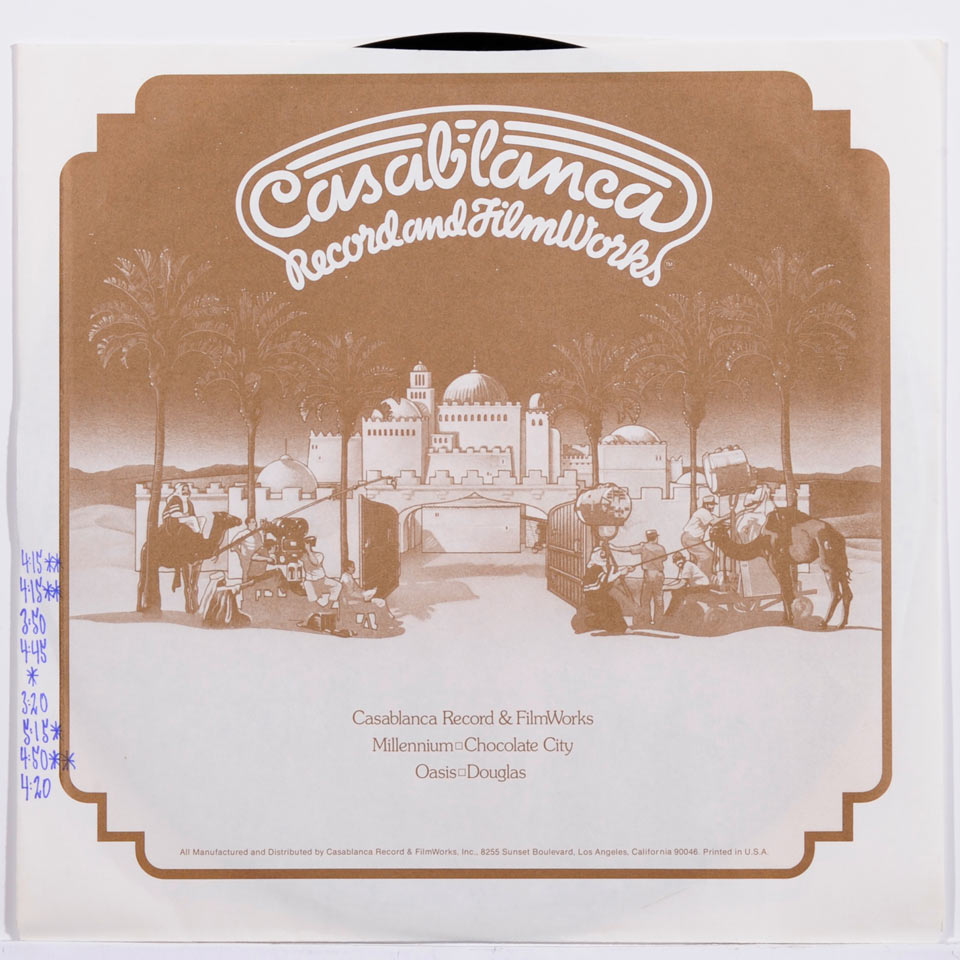 Casablanca
Record and FilmWorks
™
4:15**
4:15**
3:50
4:45
*
3:20
5:15*
4:50**
4:20
Casablanca Record & FilmWorks
Millennium□Chocolate City
Oasis□Douglas
All Manufactured and Distributed by Casablanca Record & FilmWorks, Inc., 8255 Sunset Boulevard, Los Angeles, California 90046. Printed in U.S.A.